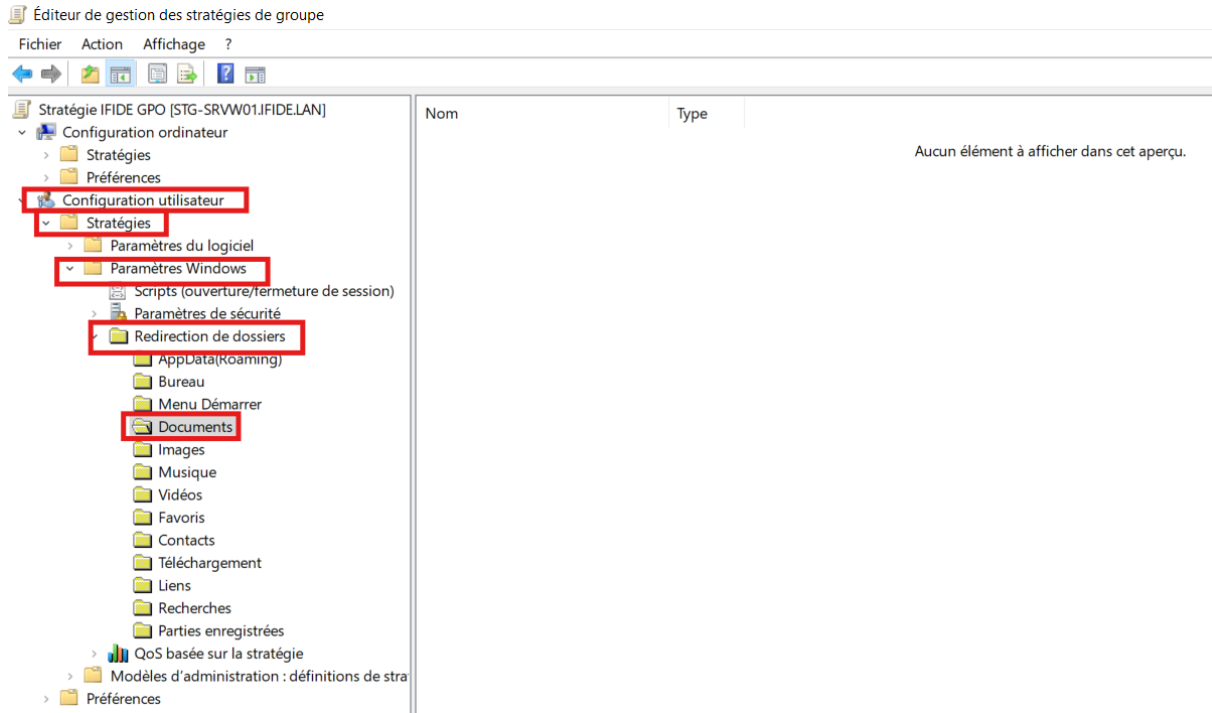 Éditeur de gestion des stratégies de groupe
Fichier Action Affichage ?
Stratégie IFIDE GPO [STG-SRVW01.IFIDE.LAN]
Configuration ordinateur
Stratégies
Préférences
Configuration utilisateur
Stratégies
Paramètres du logiciel
Paramètres Windows
Scripts (ouverture/fermeture de session)
Paramètres de sécurité
Redirection de dossiers
AppData(Roaming)
Bureau
Menu Démarrer
Documents
Images
Musique
Vidéos
Favoris
Contacts
Téléchargement
Liens
Recherches
Parties enregistrées
QoS basée sur la stratégie
Modèles d'administration : définitions de stra
Préférences
Nom Type
Aucun élément à afficher dans cet aperçu.